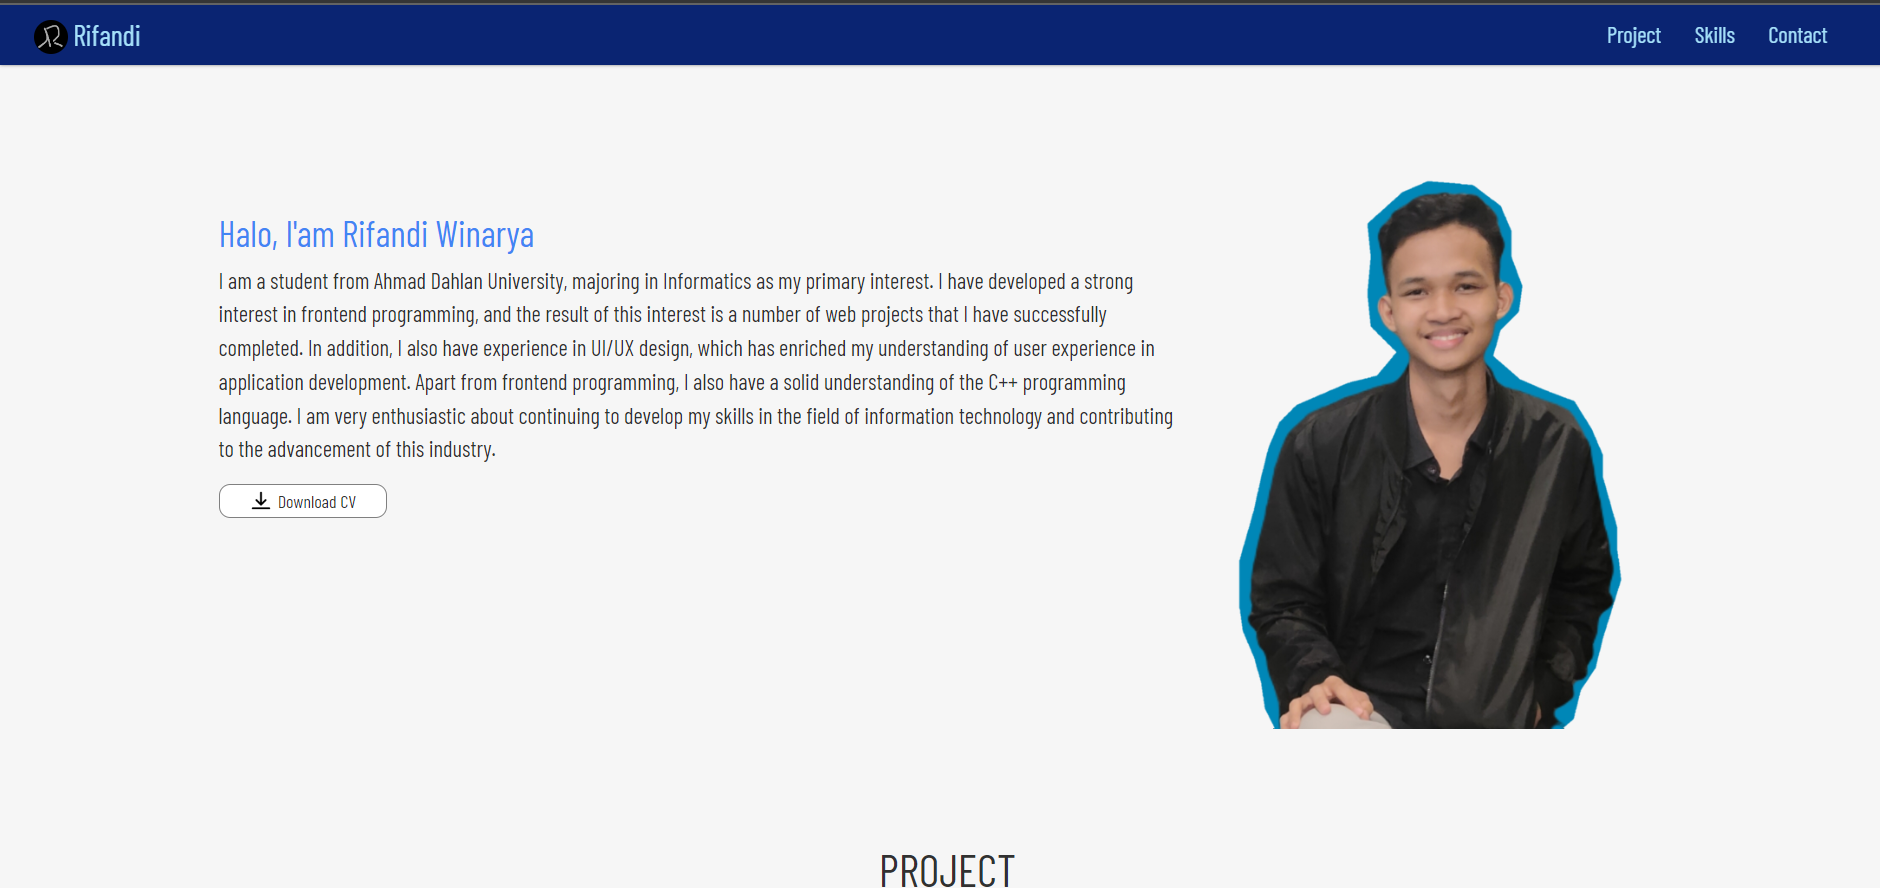 Rifandi
Project
Skills
Contact
Halo, I'am Rifandi Winarya
I am a student from Ahmad Dahlan University, majoring in Informatics as my primary interest. I have developed a strong
interest in frontend programming, and the result of this interest is a number of web projects that I have successfully
completed. In addition, I also have experience in UI/UX design, which has enriched my understanding of user experience in
application development. Apart from frontend programming, I also have a solid understanding of the C++ programming
language. I am very enthusiastic about continuing to develop my skills in the field of information technology and contributing
to the advancement of this industry.
Download CV
PROJECT